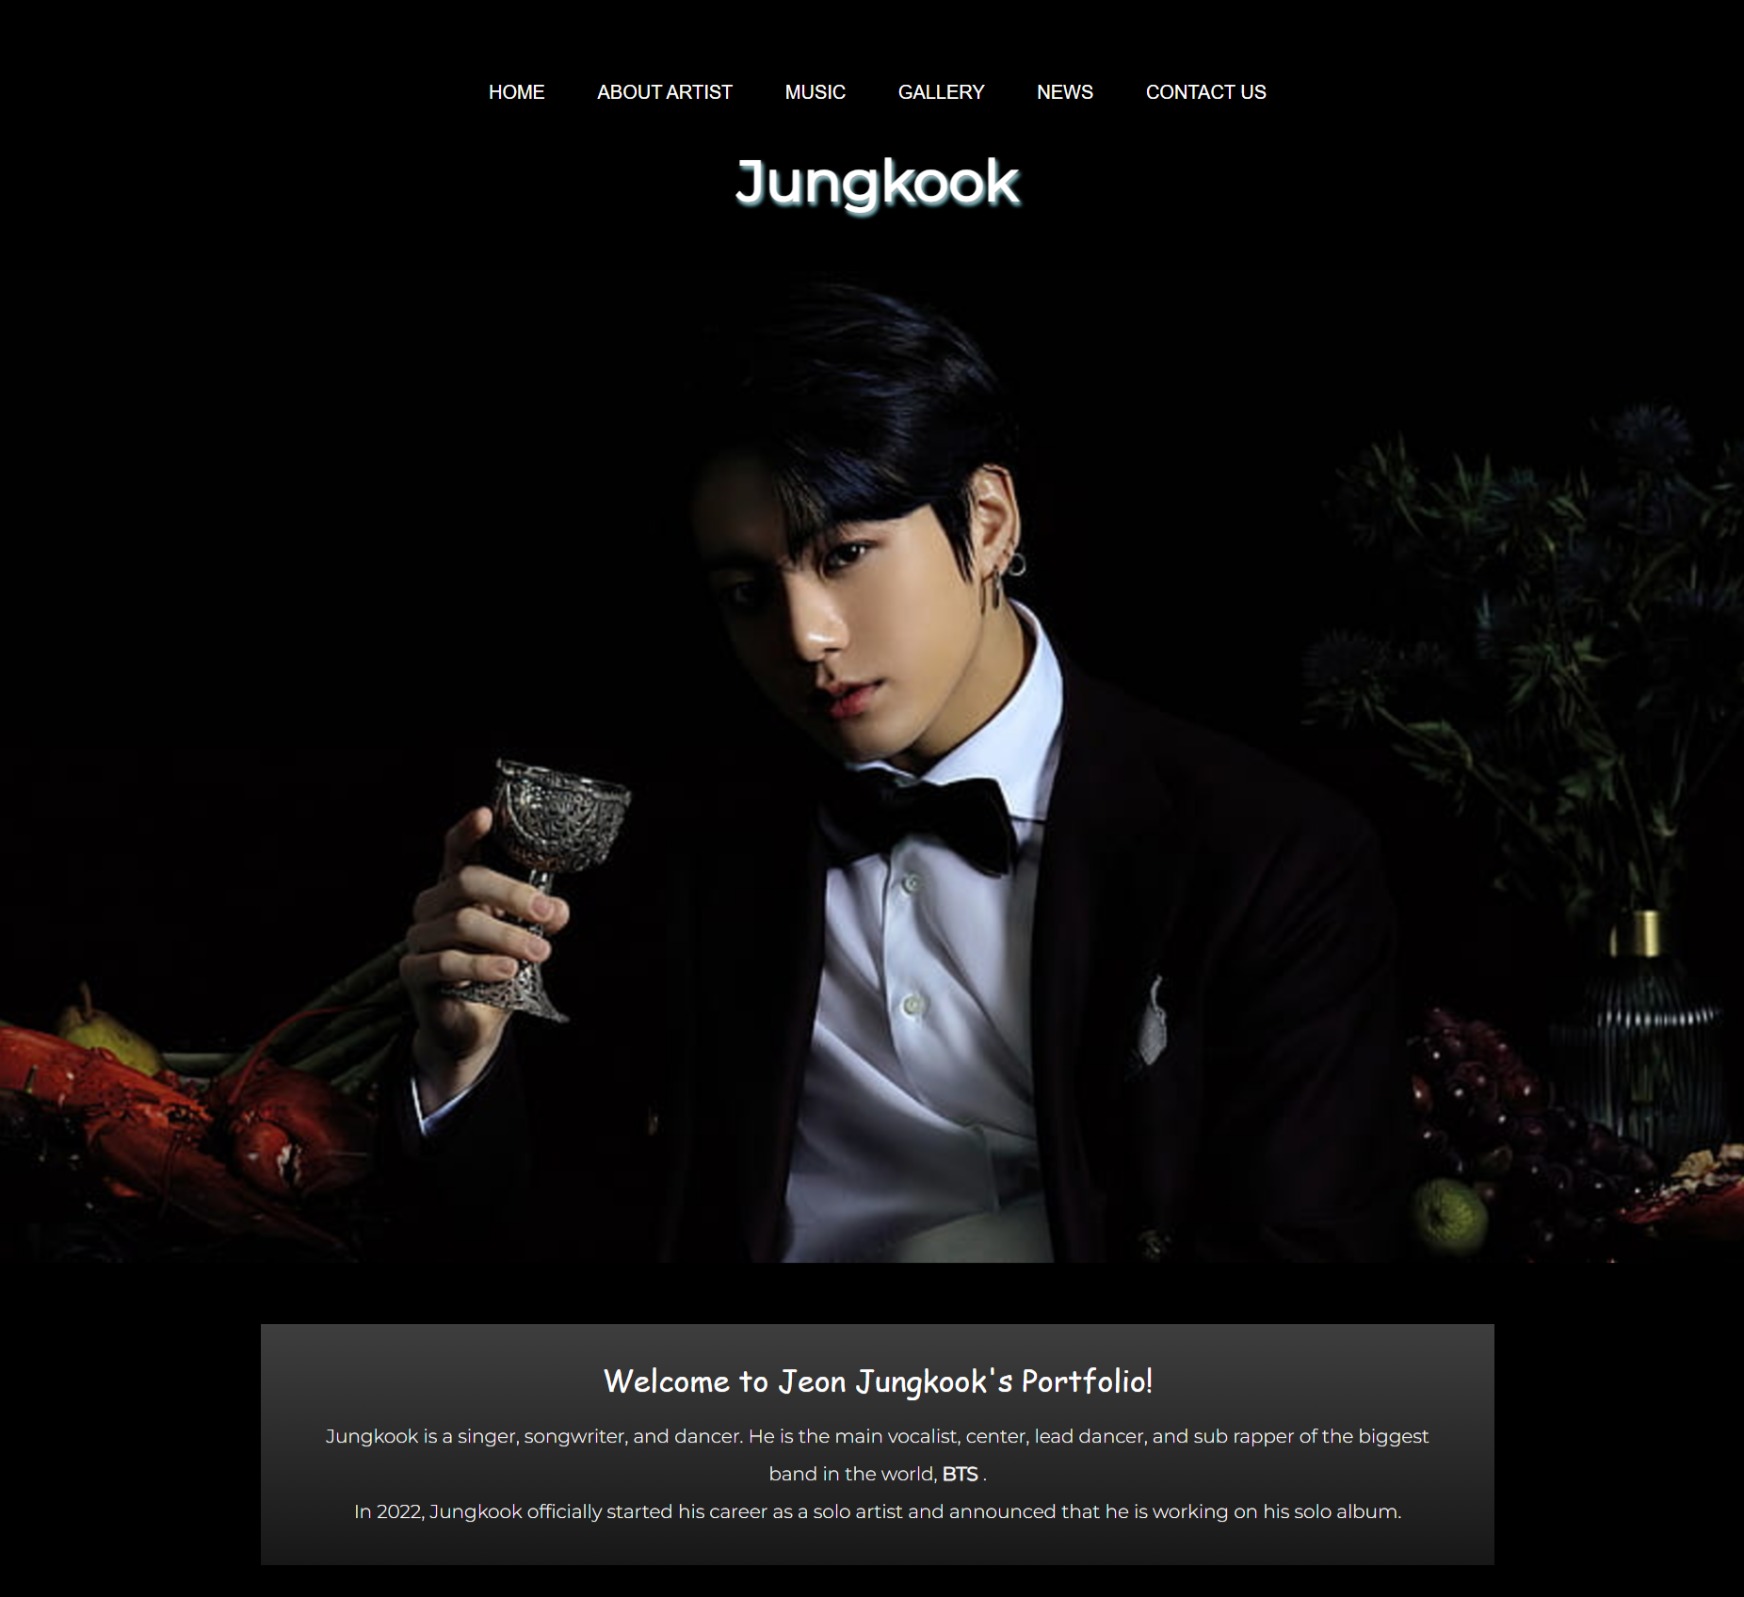 HOME ABOUT ARTIST MUSIC GALLERY NEWS CONTACT US
Jungkook
Welcome to Jeon Jungkook's Portfolio!
Jungkook is a singer, songwriter, and dancer. He is the main vocalist, center, lead dancer, and sub rapper of the biggest
band in the world, BTS .
In 2022, Jungkook officially started his career as a solo artist and announced that he is working on his solo album.